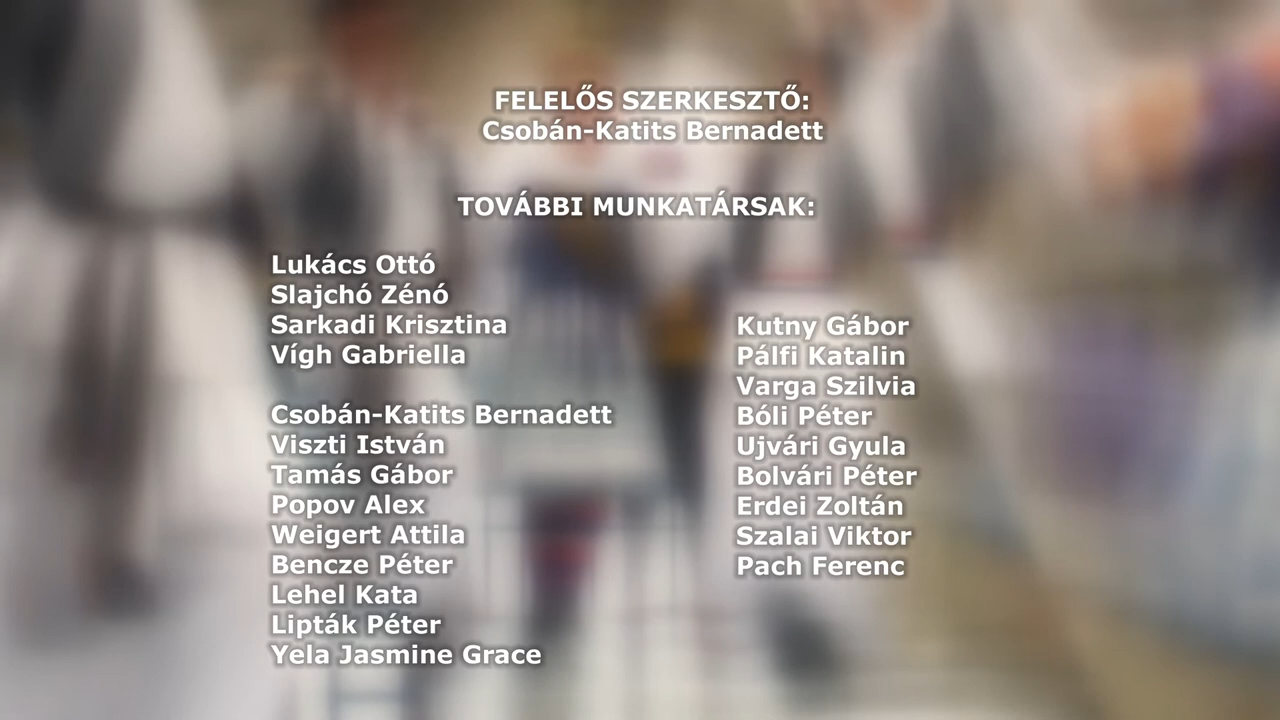 FELELŐS SZERKESZTŐ:
Csobán-Katits Bernadett
TOVÁBBI MUNKATÁRSAK:
Lukács Ottó
Slajchó Zénó
Sarkadi Krisztina
Vígh Gabriella
Csobán-Katits Bernadett
Viszti István
Tamás Gábor
Popov Alex
Weigert Attila
Bencze Péter
Lehel Kata
Lipták Péter
Yela Jasmine Grace
Kutny Gábor
Pálfi Katalin
Varga Szilvia
Bóli Péter
Ujvári Gyula
Bolvári Péter
Erdei Zoltán
Szalai Viktor
Pach Ferenc